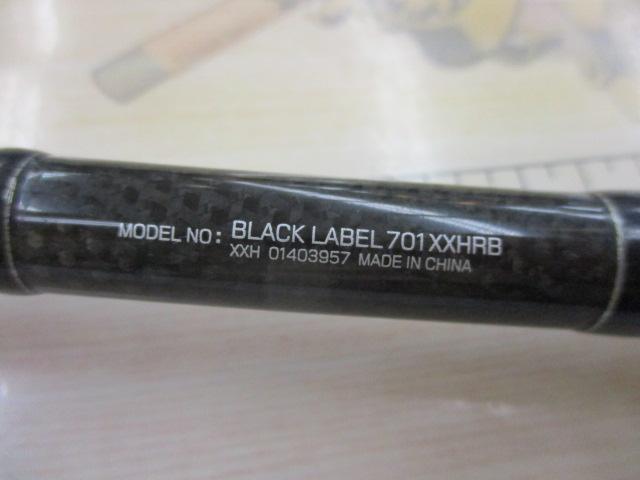 MODEL NO: BLACK LABEL 701XXHRB
XXH 01403957 MADE IN CHINA